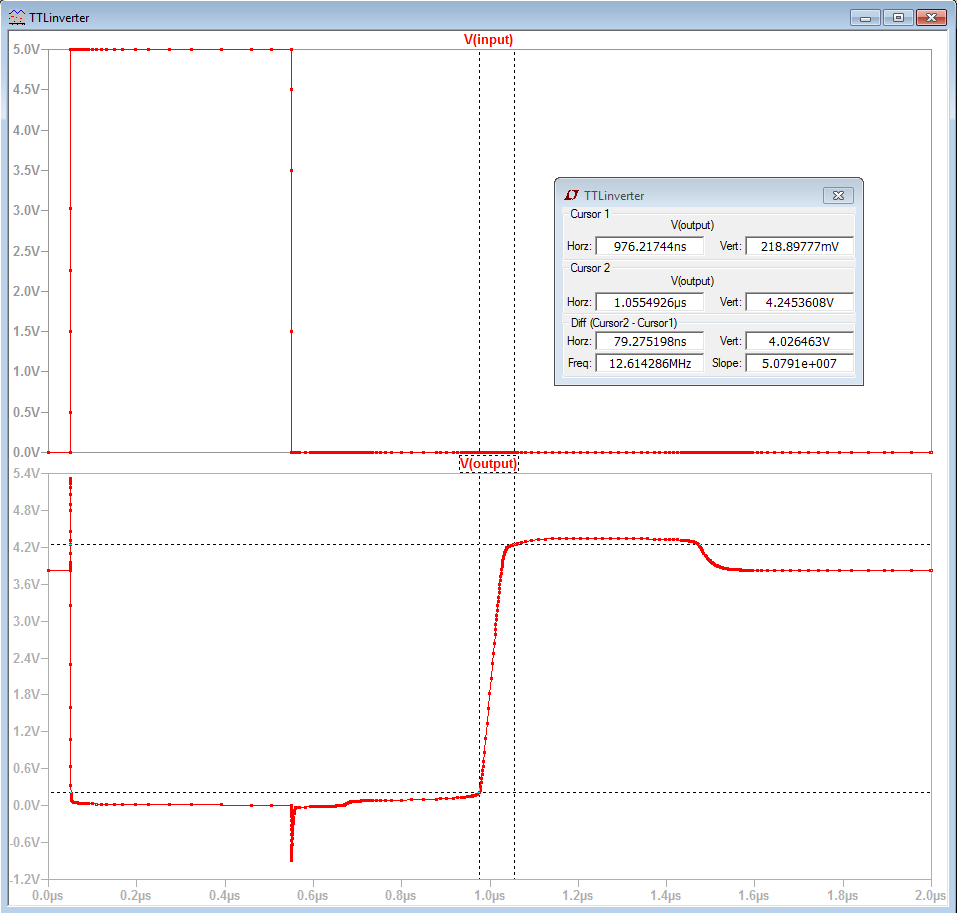 TTLinverter
V(input)
5.0V
4.5V
4.0V
3.5V
3.0V
2.5V
2.0V
1.5V
1.0V
0.5V
0.0V
TTLinverter
Cursor 1
V(output)
Horz: 976.21744ns Vert: 218.89777mV
Cursor 2
V(output)
Horz: 1.0554926µs Vert: 4.2453608V
Diff (Cursor2 - Cursor1)
Horz: 79.275198ns Vert: 4.026463V
Freq: 12.614286MHz Slope: 5.0791e+007
V(output)
5.4V
4.8V
4.2V
3.6V
3.0V
2.4V
1.8V
1.2V
0.6V
0.0V
-0.6V
-1.2V
0.0µs 0.2µs 0.4µs 0.6µs 0.8µs 1.0µs 1.2µs 1.4µs 1.6µs 1.8µs 2.0µs